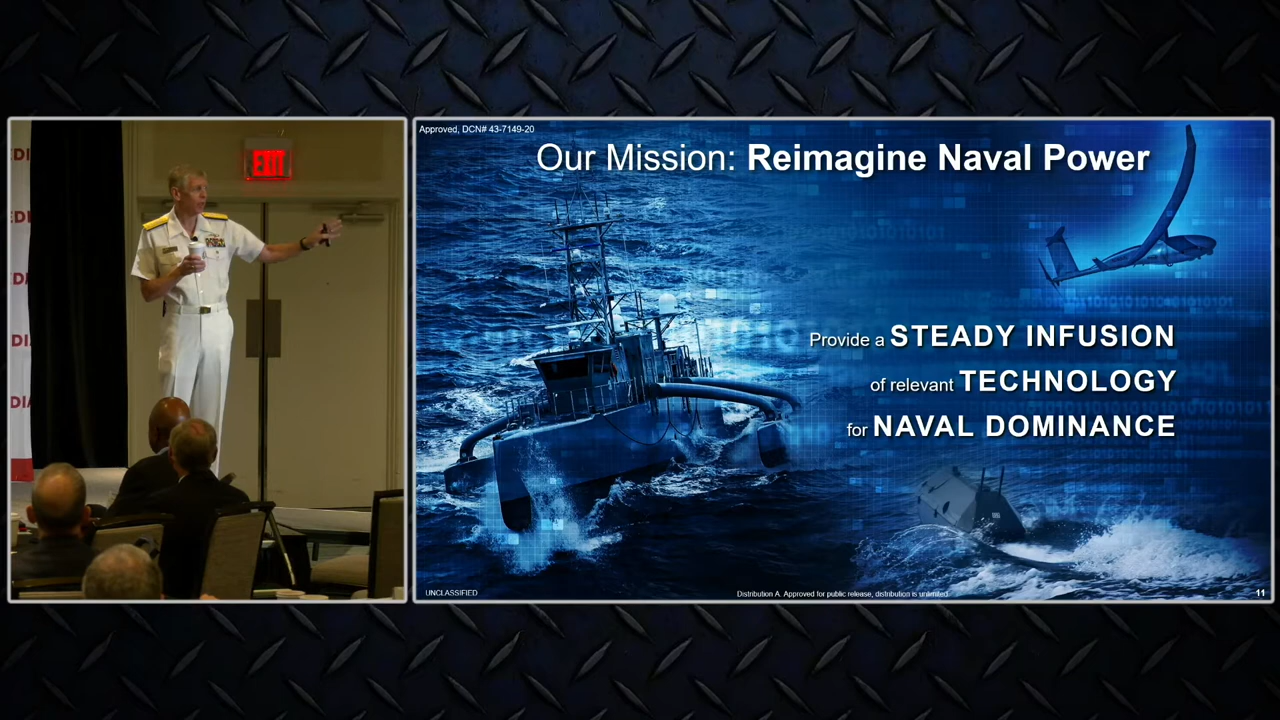 EXIT
Approved, DCN# 43-7149-20
Our Mission: Reimagine Naval Power
Provide a STEADY INFUSION
of relevant TECHNOLOGY
for NAVAL DOMINANCE
UNCLASSIFIED
Distribution A. Approved for public release, distribution is unlimited.
11